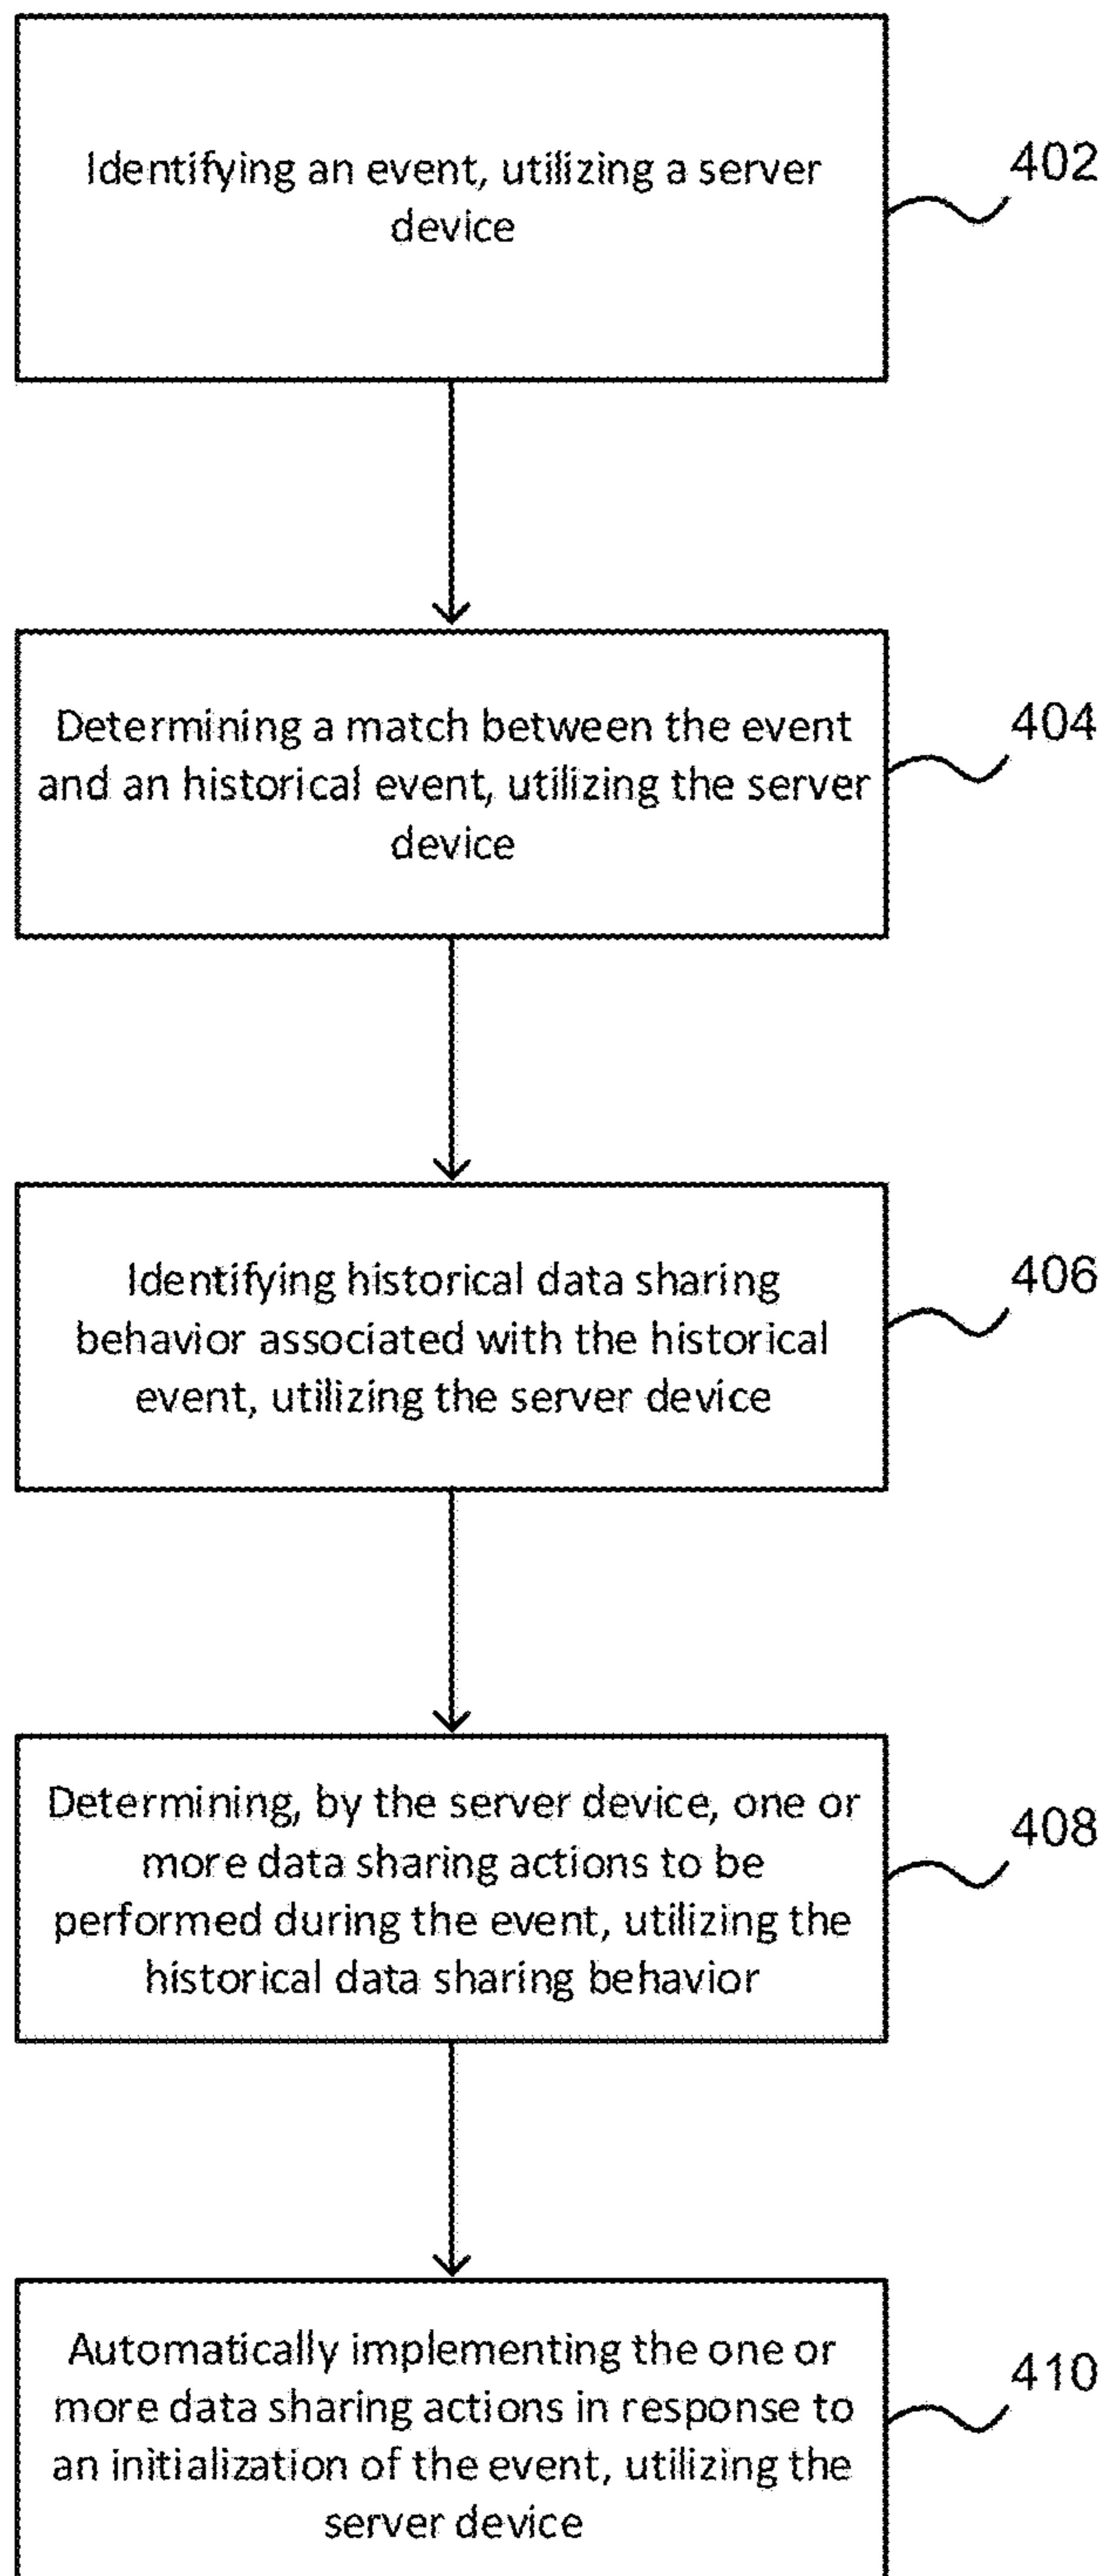 Identifying an event, utilizing a server
device
402
Determining a match between the event
and an historical event, utilizing the server
device
404
Identifying historical data sharing
behavior associated with the historical
event, utilizing the server device
406
Determining, by the server device, one or
more data sharing actions to be
performed during the event, utilizing the
historical data sharing behavior
408
Automatically implementing the one or
more data sharing actions in response to
an initialization of the event, utilizing the
server device
410